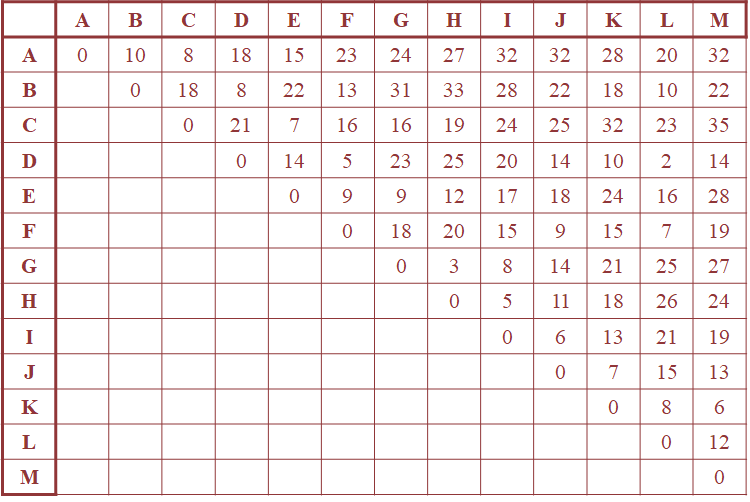 A B C D E F G H I J K L M
A 0 10 8 18 15 23 24 27 32 32 28 20 32
B 0 18 8 22 13 31 33 28 22 18 10 22
C 0 21 7 16 16 19 24 25 32 23 35
D 0 14 5 23 25 20 14 10 2 14
E 0 9 9 12 17 18 24 16 28
F 0 18 20 15 9 15 7 19
G 0 3 8 14 21 25 27
H 0 5 11 18 26 24
I 0 6 13 21 19
J 0 7 15 13
K 0 8 6
L 0 12
M 0